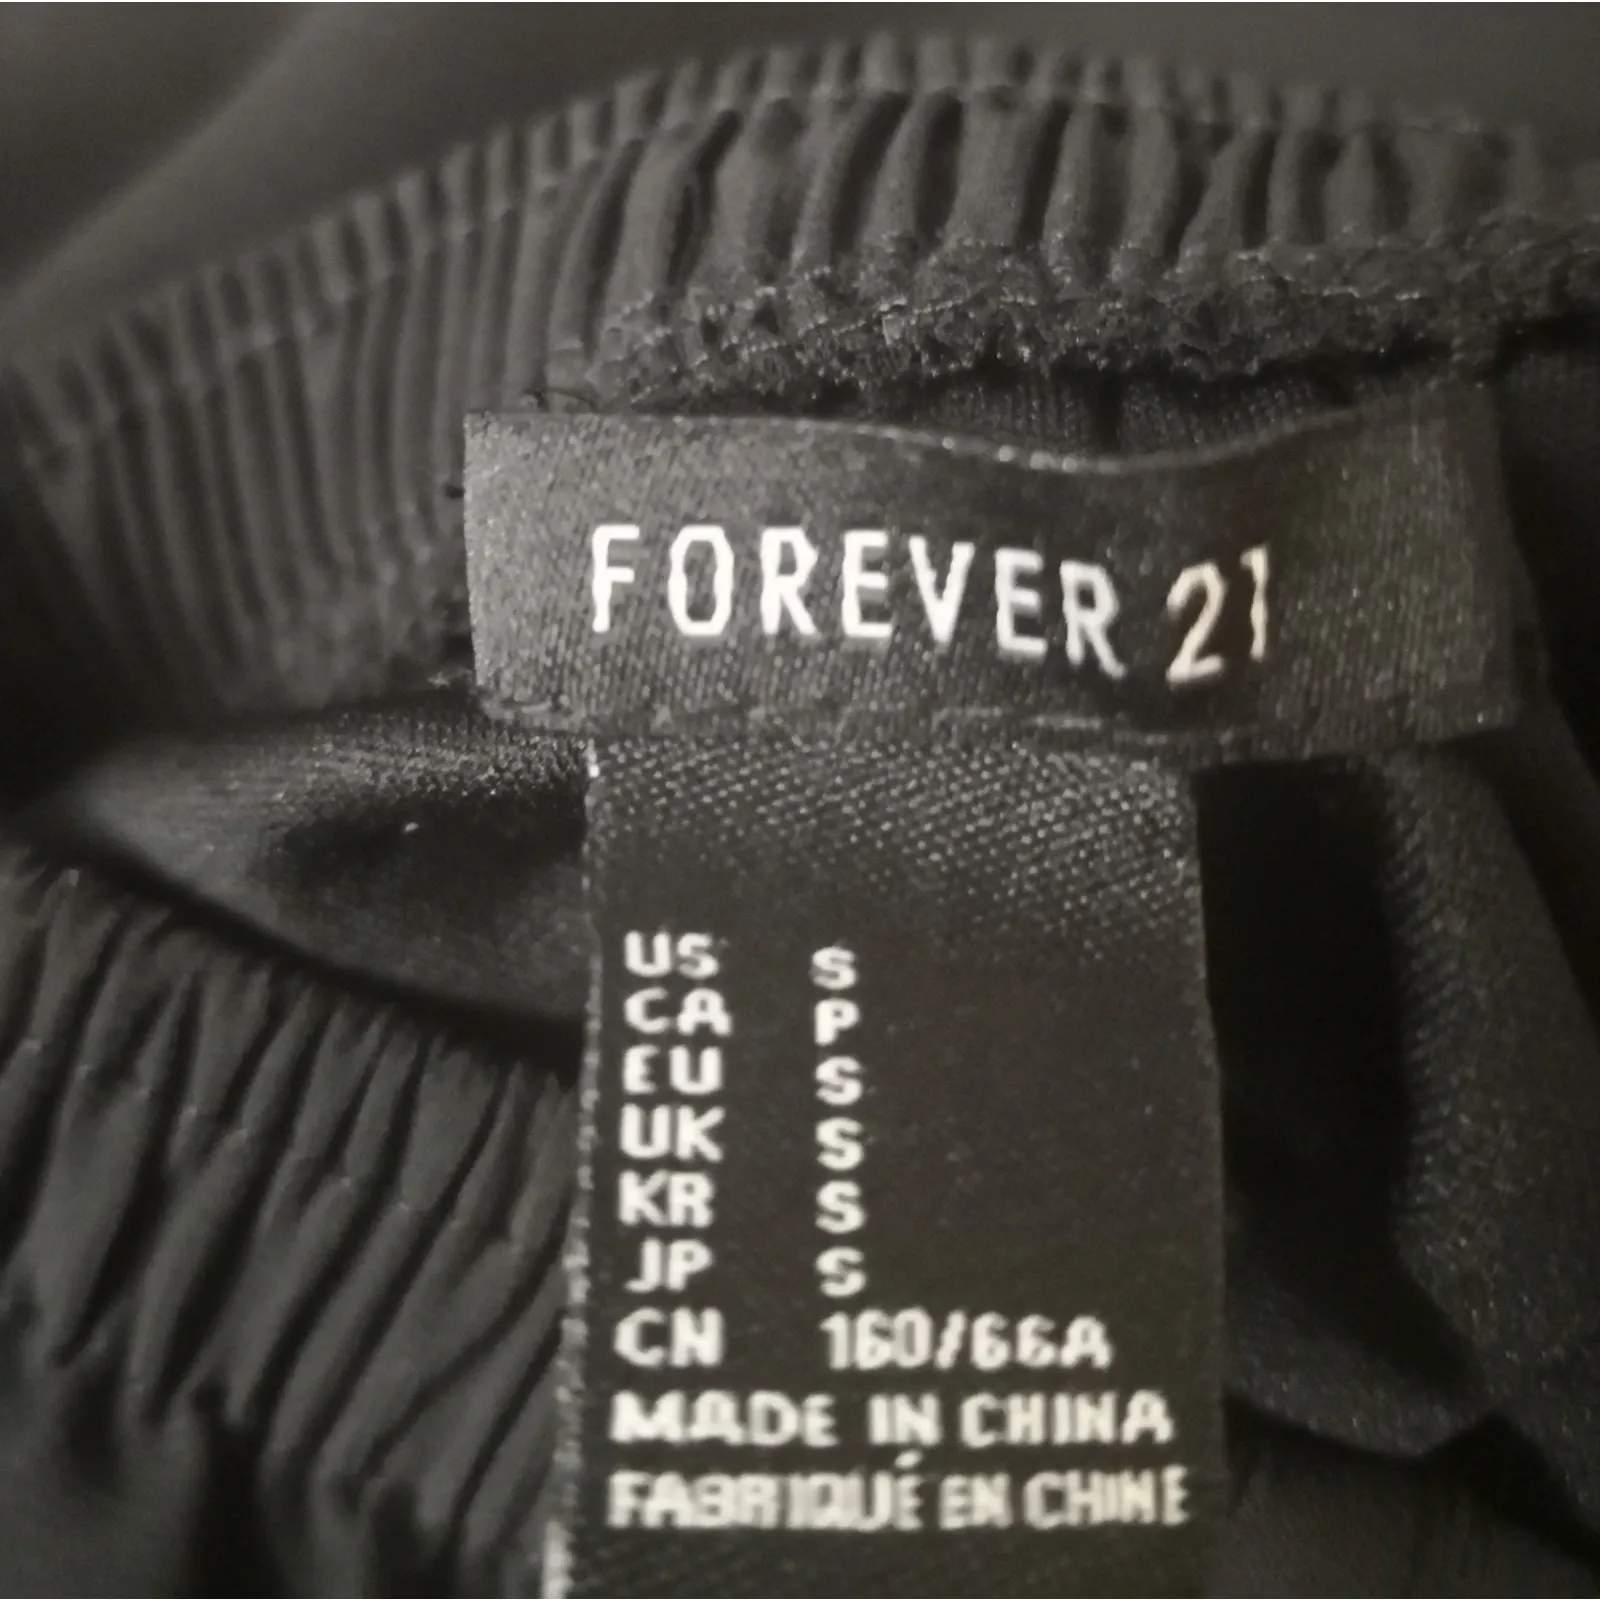 FOREVER 21
US S
CA P
EU S
UK S
KR S
JP S
CN 160/66A
MADE IN CHINA
FABRIQUÉ EN CHINE